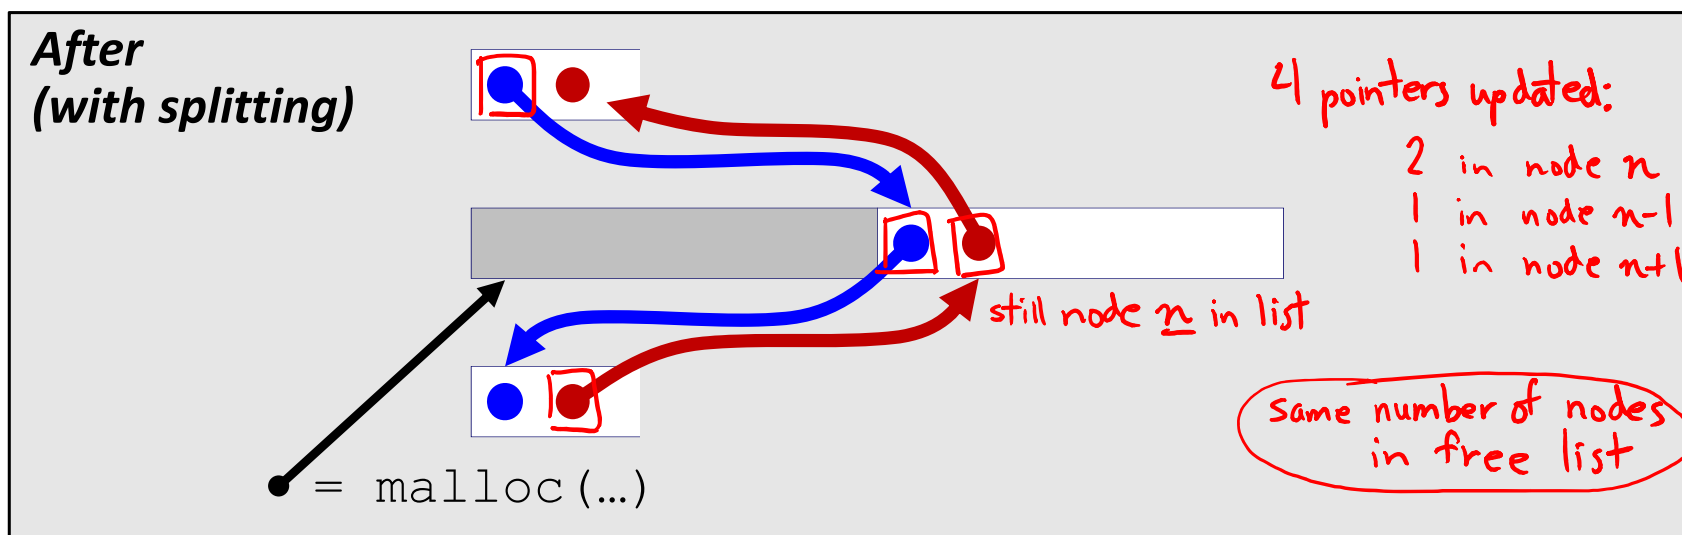 After
(with splitting)
4 pointers updated:
2 in node n
1 in node n-1
1 in node n+1
still node n in list
same number of nodes
in free list
= malloc(…)